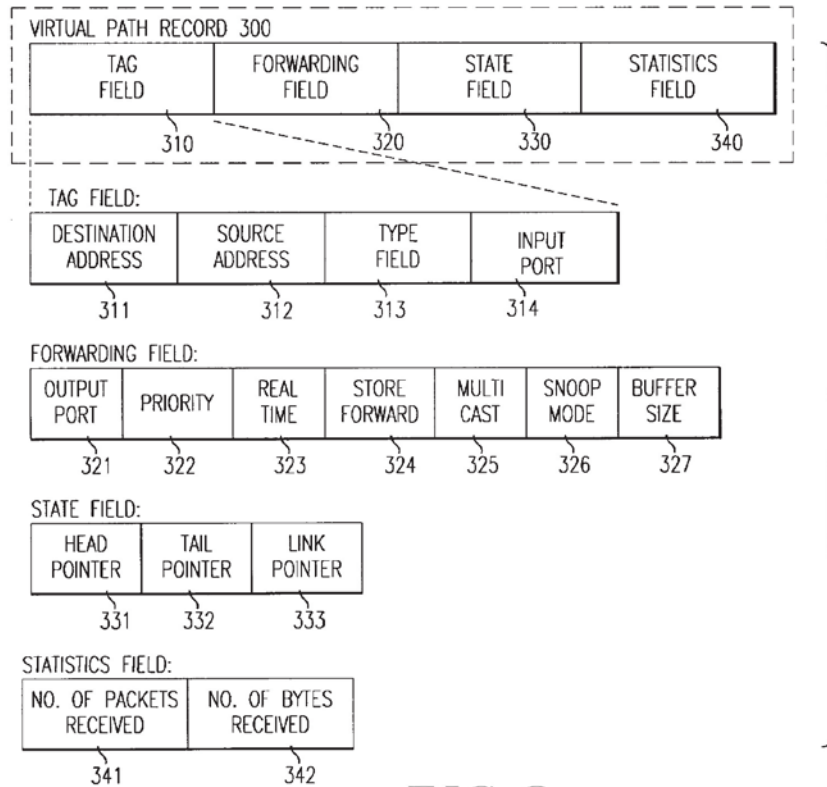 VIRTUAL PATH RECORD 300
TAG FIELD
FORWARDING FIELD
STATE FIELD
STATISTICS FIELD
310 320 330 340
TAG FIELD:
DESTINATION ADDRESS
SOURCE ADDRESS
TYPE FIELD
INPUT PORT
311 312 313 314
FORWARDING FIELD:
OUTPUT PORT
PRIORITY
REAL TIME
STORE FORWARD
MULTI CAST
SNOOP MODE
BUFFER SIZE
321 322 323 324 325 326 327
STATE FIELD:
HEAD POINTER
TAIL POINTER
LINK POINTER
331 332 333
STATISTICS FIELD:
NO. OF PACKETS RECEIVED
NO. OF BYTES RECEIVED
341 342